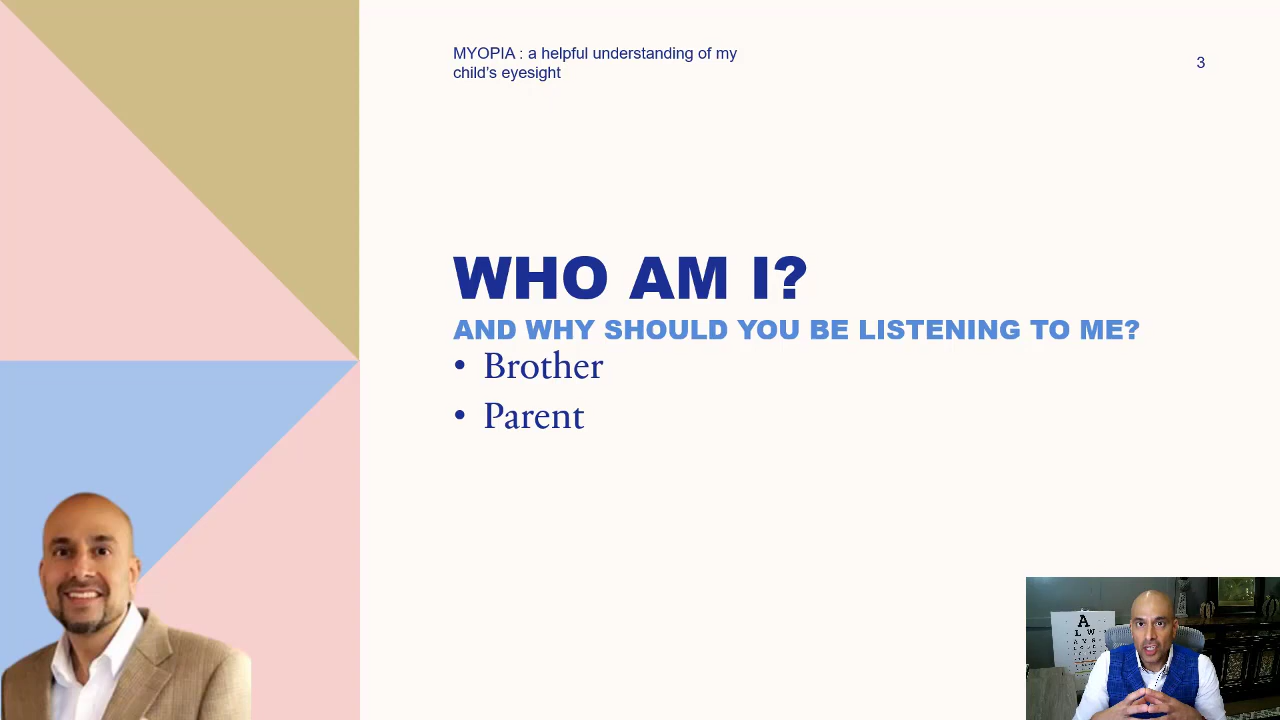 MYOPIA : a helpful understanding of my
child's eyesight
3
WHO AM I?
AND WHY SHOULD YOU BE LISTENING TO ME?
• Brother
• Parent
A
L W